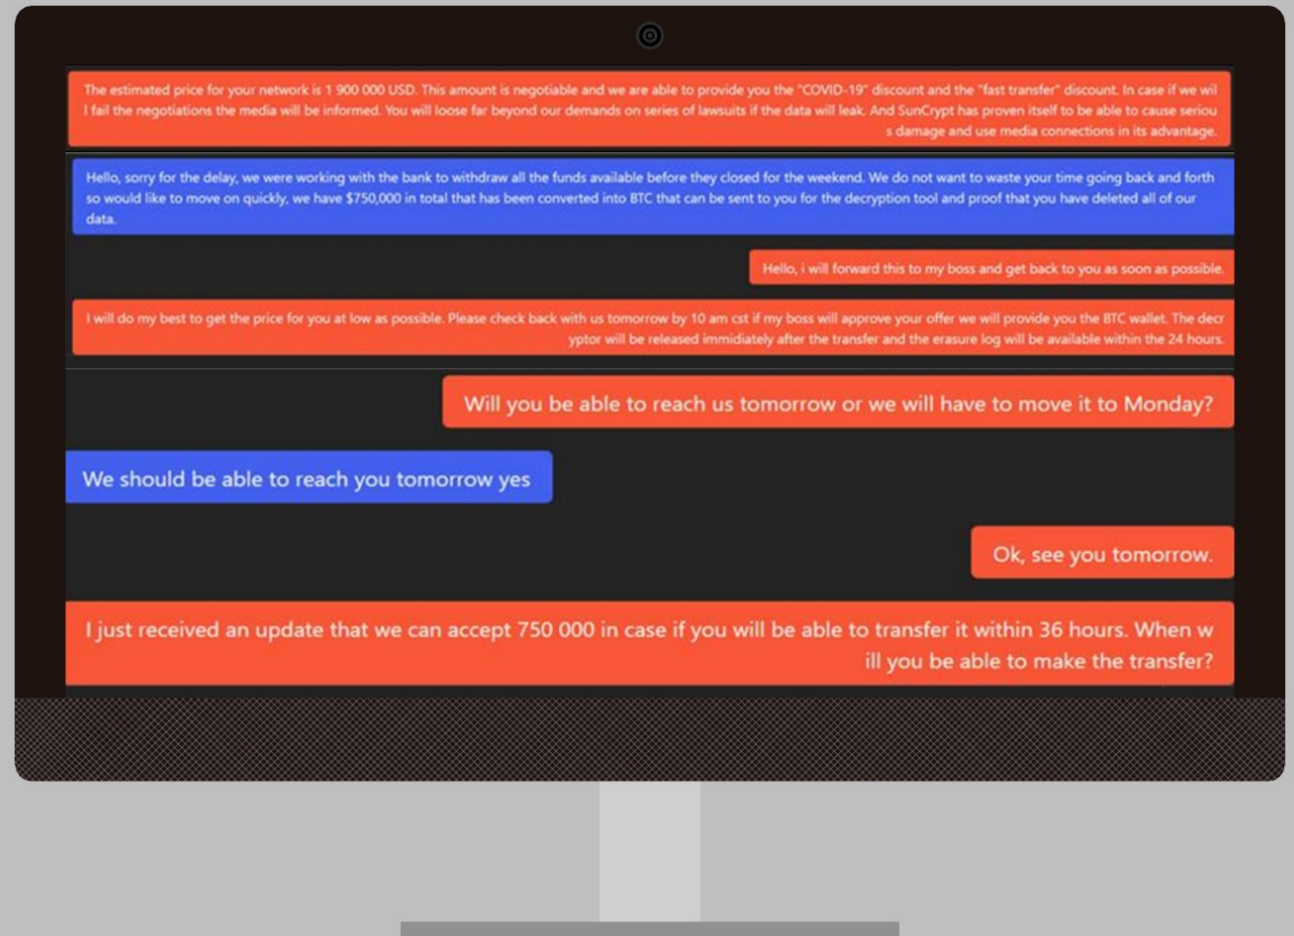 The estimated price for your network is 1 900 000 USD. This amount is negotiable and we are able to provide you the "COVID-19" discount and the "fast transfer" discount. In case if we wil
l fail the negotiations the media will be informed. You will loose far beyond our demands on series of lawsuits if the data will leak. And SunCrypt has proven itself to be able to cause seriou
s damage and use media connections in its advantage.
Hello, sorry for the delay, we were working with the bank to withdraw all the funds available before they closed for the weekend. We do not want to waste your time going back and forth
so would like to move on quickly, we have $750,000 in total that has been converted into BTC that can be sent to you for the decryption tool and proof that you have deleted all of our
data.
Hello, i will forward this to my boss and get back to you as soon as possible.
I will do my best to get the price for you at low as possible. Please check back with us tomorrow by 10 am cst if my boss will approve your offer we will provide you the BTC wallet. The decr
yptor will be released immidiately after the transfer and the erasure log will be available within the 24 hours.
Will you be able to reach us tomorrow or we will have to move it to Monday?
We should be able to reach you tomorrow yes
Ok, see you tomorrow.
I just received an update that we can accept 750 000 in case if you will be able to transfer it within 36 hours. When w
ill you be able to make the transfer?